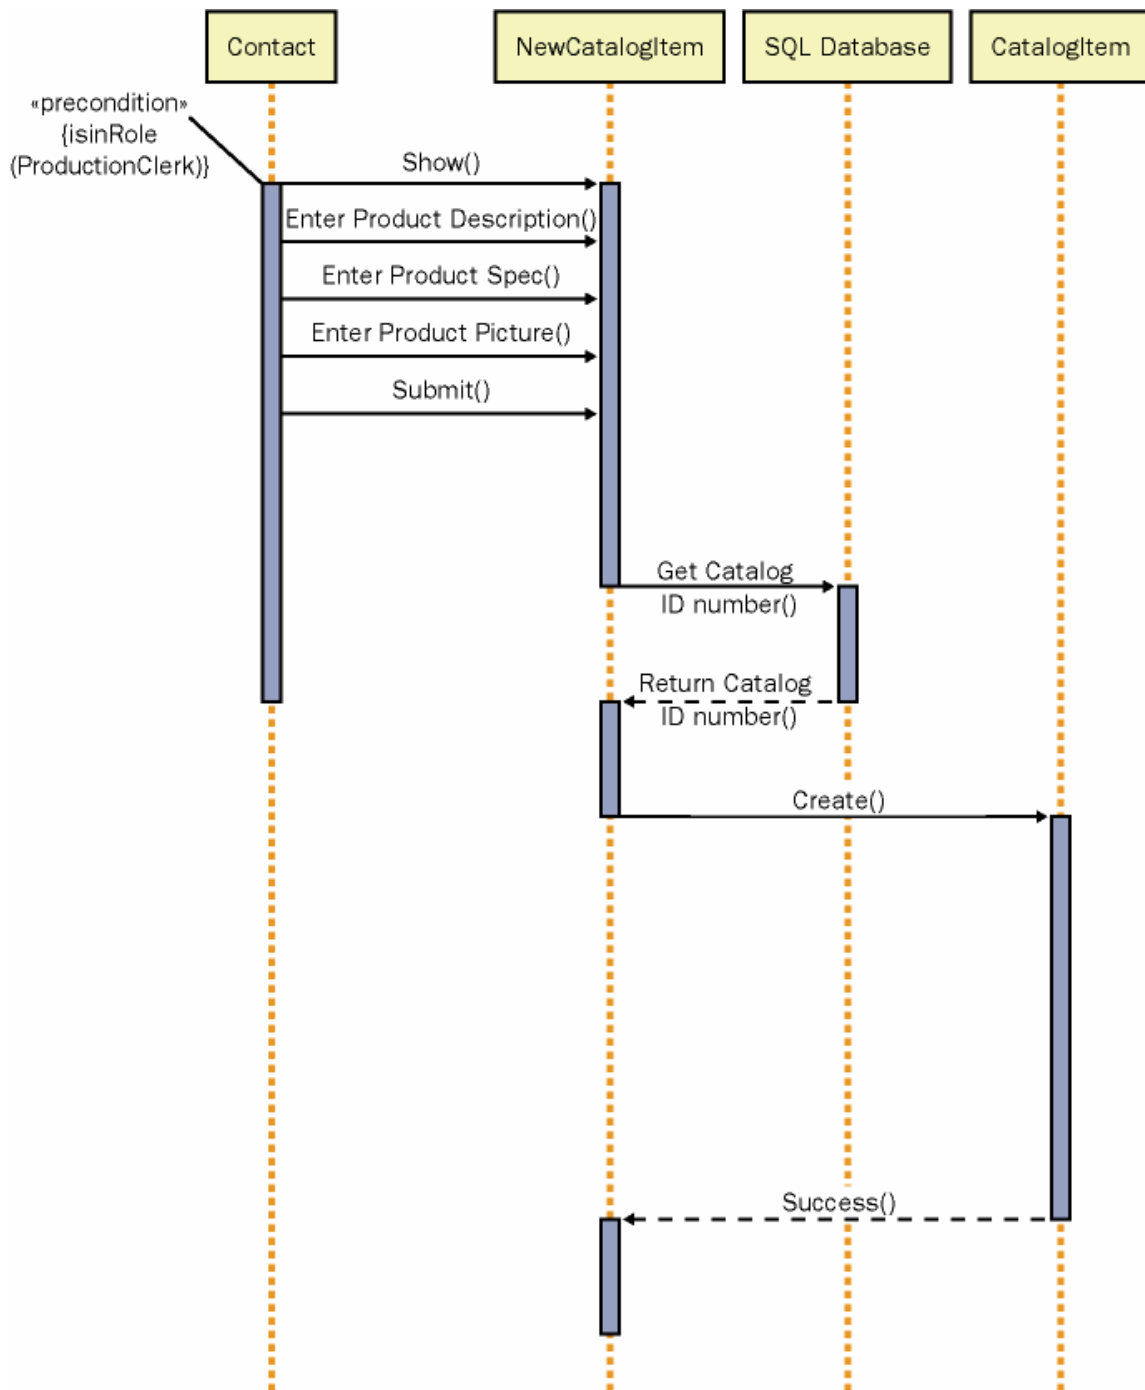 Contact
NewCatalogItem
SQL Database
CatalogItem
«precondition»
{isinRole
(ProductionClerk)}
Show()
Enter Product Description()
Enter Product Spec()
Enter Product Picture()
Submit()
Get Catalog
ID number()
Return Catalog
ID number()
Create()
Success()